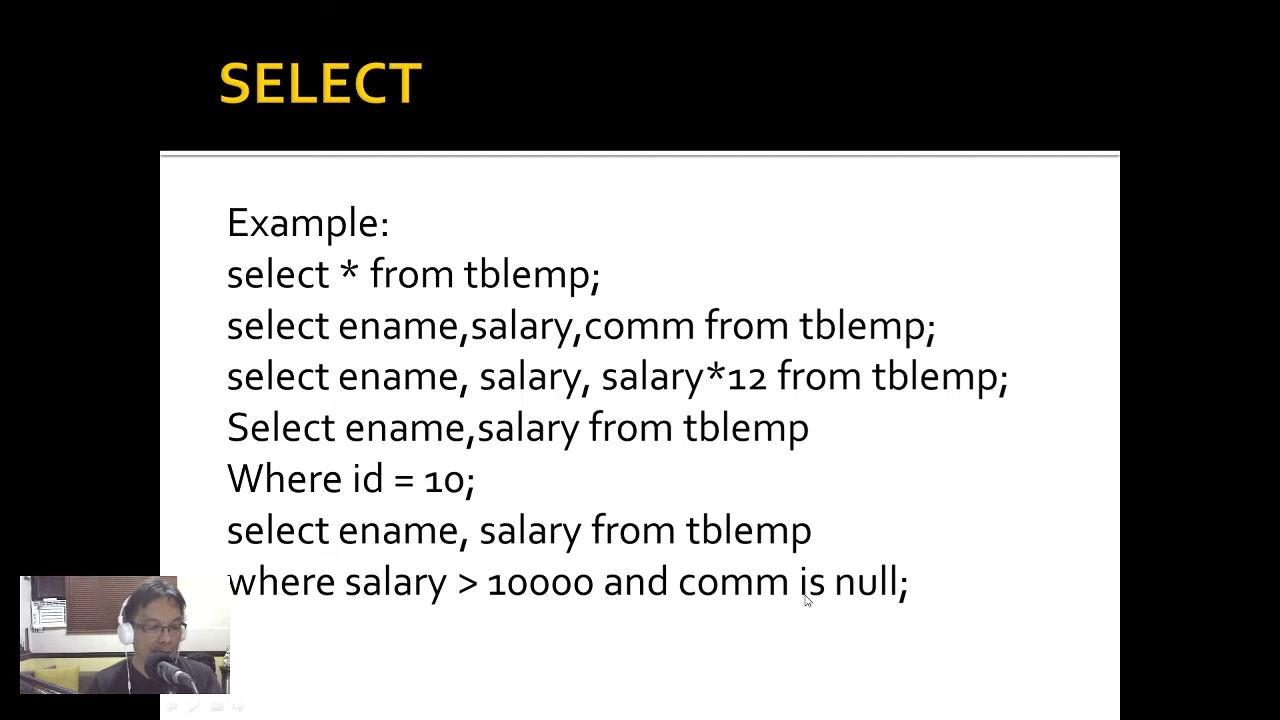 SELECT
Example:
select * from tblemp;
select ename,salary,comm from tblemp;
select ename, salary, salary*12 from tblemp;
Select ename,salary from tblemp
Where id = 10;
select ename, salary from tblemp
where salary > 10000 and comm is null;